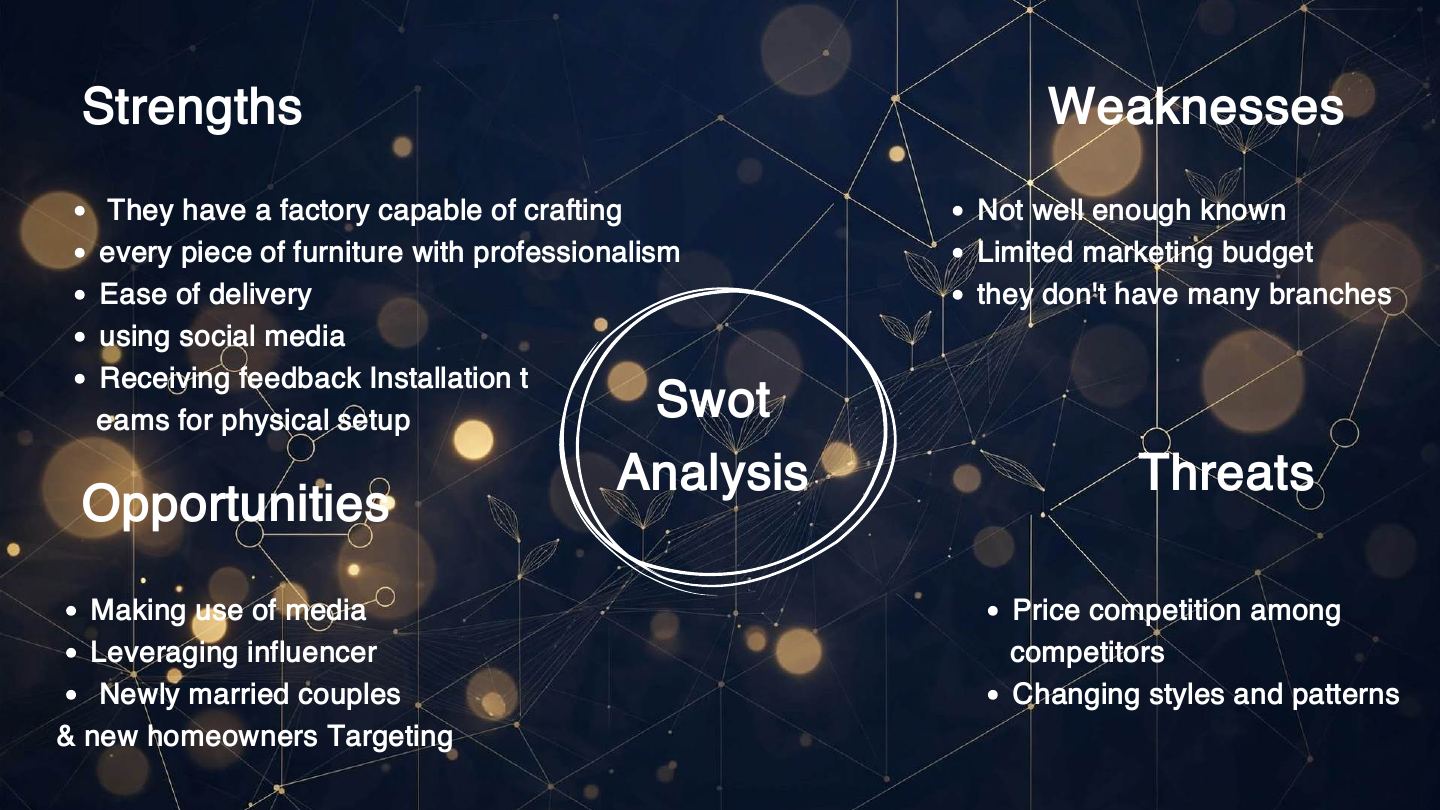 Strengths
• They have a factory capable of crafting
• every piece of furniture with professionalism
• Ease of delivery
• using social media
• Receiving feedback Installation t
eams for physical setup
Weaknesses
• Not well enough known
• Limited marketing budget
• they don't have many branches
Swot
Analysis
Opportunities
• Making use of media
• Leveraging influencer
• Newly married couples
& new homeowners Targeting
Threats
• Price competition among
competitors
• Changing styles and patterns